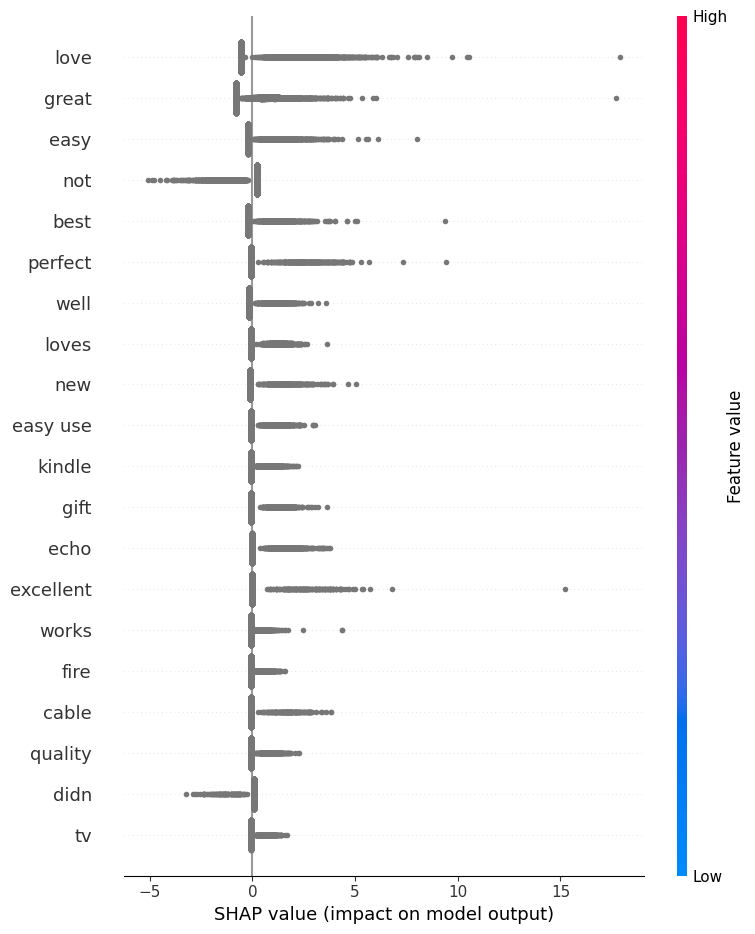 High
love
great
easy
not
best
perfect
well
loves
new
easy use
kindle
gift
echo
excellent
works
fire
cable
quality
didn
tv
Feature value
Low
−5 0 5 10 15
SHAP value (impact on model output)